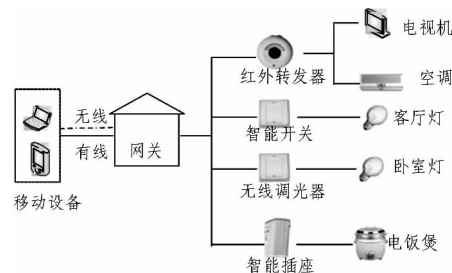 电视机
红外转发器
空调
无线
有线
网关
智能开关
客厅灯
移动设备
无线调光器
卧室灯
智能插座
电饭煲